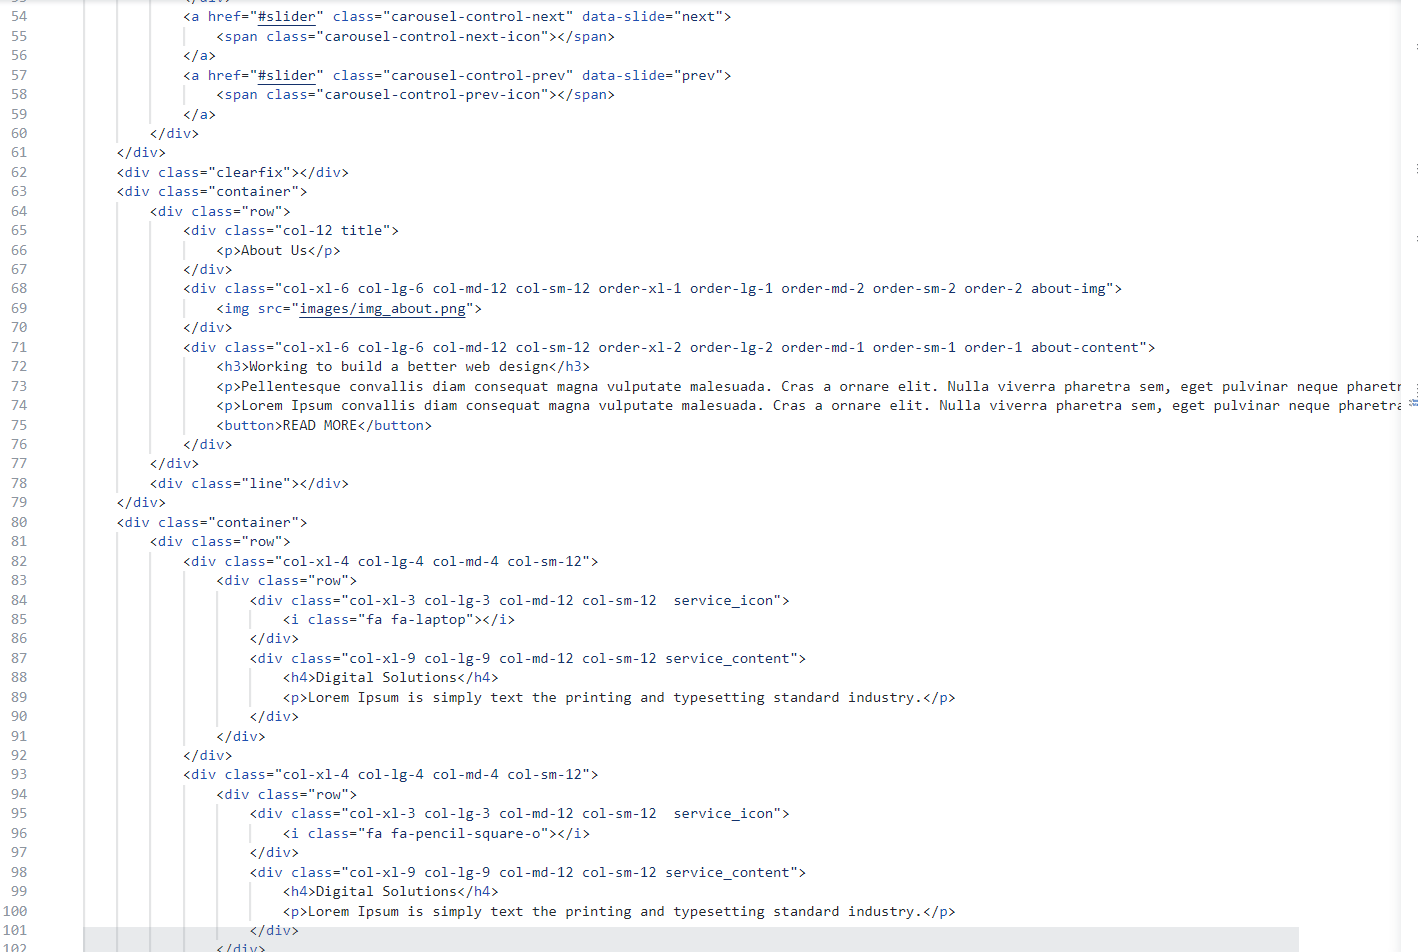 53 </div>
54 <a href="#slider" class="carousel-control-next" data-slide="next">
55 <span class="carousel-control-next-icon"></span>
56 </a>
57 <a href="#slider" class="carousel-control-prev" data-slide="prev">
58 <span class="carousel-control-prev-icon"></span>
59 </a>
60 </div>
61 </div>
62 <div class="clearfix"></div>
63 <div class="container">
64 <div class="row">
65 <div class="col-12 title">
66 <p>About Us</p>
67 </div>
68 <div class="col-xl-6 col-lg-6 col-md-12 col-sm-12 order-xl-1 order-lg-1 order-md-2 order-sm-2 order-2 about-img">
69 <img src="images/img_about.png">
70 </div>
71 <div class="col-xl-6 col-lg-6 col-md-12 col-sm-12 order-xl-2 order-lg-2 order-md-1 order-sm-1 order-1 about-content">
72 <h3>Working to build a better web design</h3>
73 <p>Pellentesque convallis diam consequat magna vulputate malesuada. Cras a ornare elit. Nulla viverra pharetra sem, eget pulvinar neque pharetr
74 <p>Lorem Ipsum convallis diam consequat magna vulputate malesuada. Cras a ornare elit. Nulla viverra pharetra sem, eget pulvinar neque pharetra
75 <button>READ MORE</button>
76 </div>
77 </div>
78 <div class="line"></div>
79 </div>
80 <div class="container">
81 <div class="row">
82 <div class="col-xl-4 col-lg-4 col-md-4 col-sm-12">
83 <div class="row">
84 <div class="col-xl-3 col-lg-3 col-md-12 col-sm-12  service_icon">
85 <i class="fa fa-laptop"></i>
86 </div>
87 <div class="col-xl-9 col-lg-9 col-md-12 col-sm-12 service_content">
88 <h4>Digital Solutions</h4>
89 <p>Lorem Ipsum is simply text the printing and typesetting standard industry.</p>
90 </div>
91 </div>
92 </div>
93 <div class="col-xl-4 col-lg-4 col-md-4 col-sm-12">
94 <div class="row">
95 <div class="col-xl-3 col-lg-3 col-md-12 col-sm-12  service_icon">
96 <i class="fa fa-pencil-square-o"></i>
97 </div>
98 <div class="col-xl-9 col-lg-9 col-md-12 col-sm-12 service_content">
99 <h4>Digital Solutions</h4>
100 <p>Lorem Ipsum is simply text the printing and typesetting standard industry.</p>
101 </div>
102 </div>